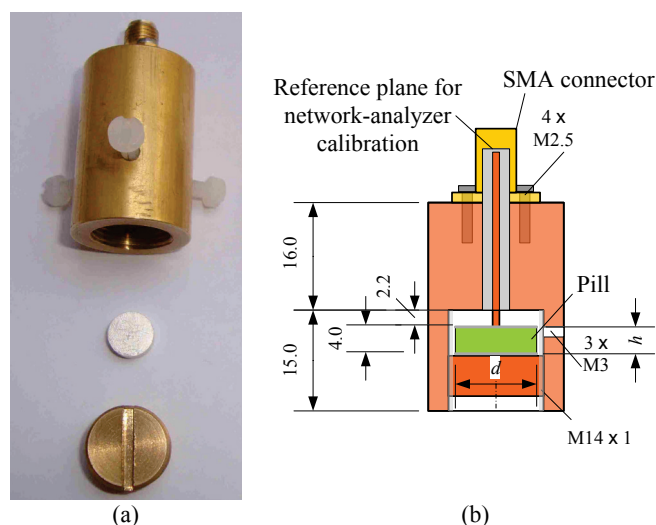 Reference plane for
network-analyzer
calibration
SMA connector
4 x
M2.5
16.0
2.2
Pill
4.0
15.0
d
h
3 x
M3
M14 x 1
(a)
(b)